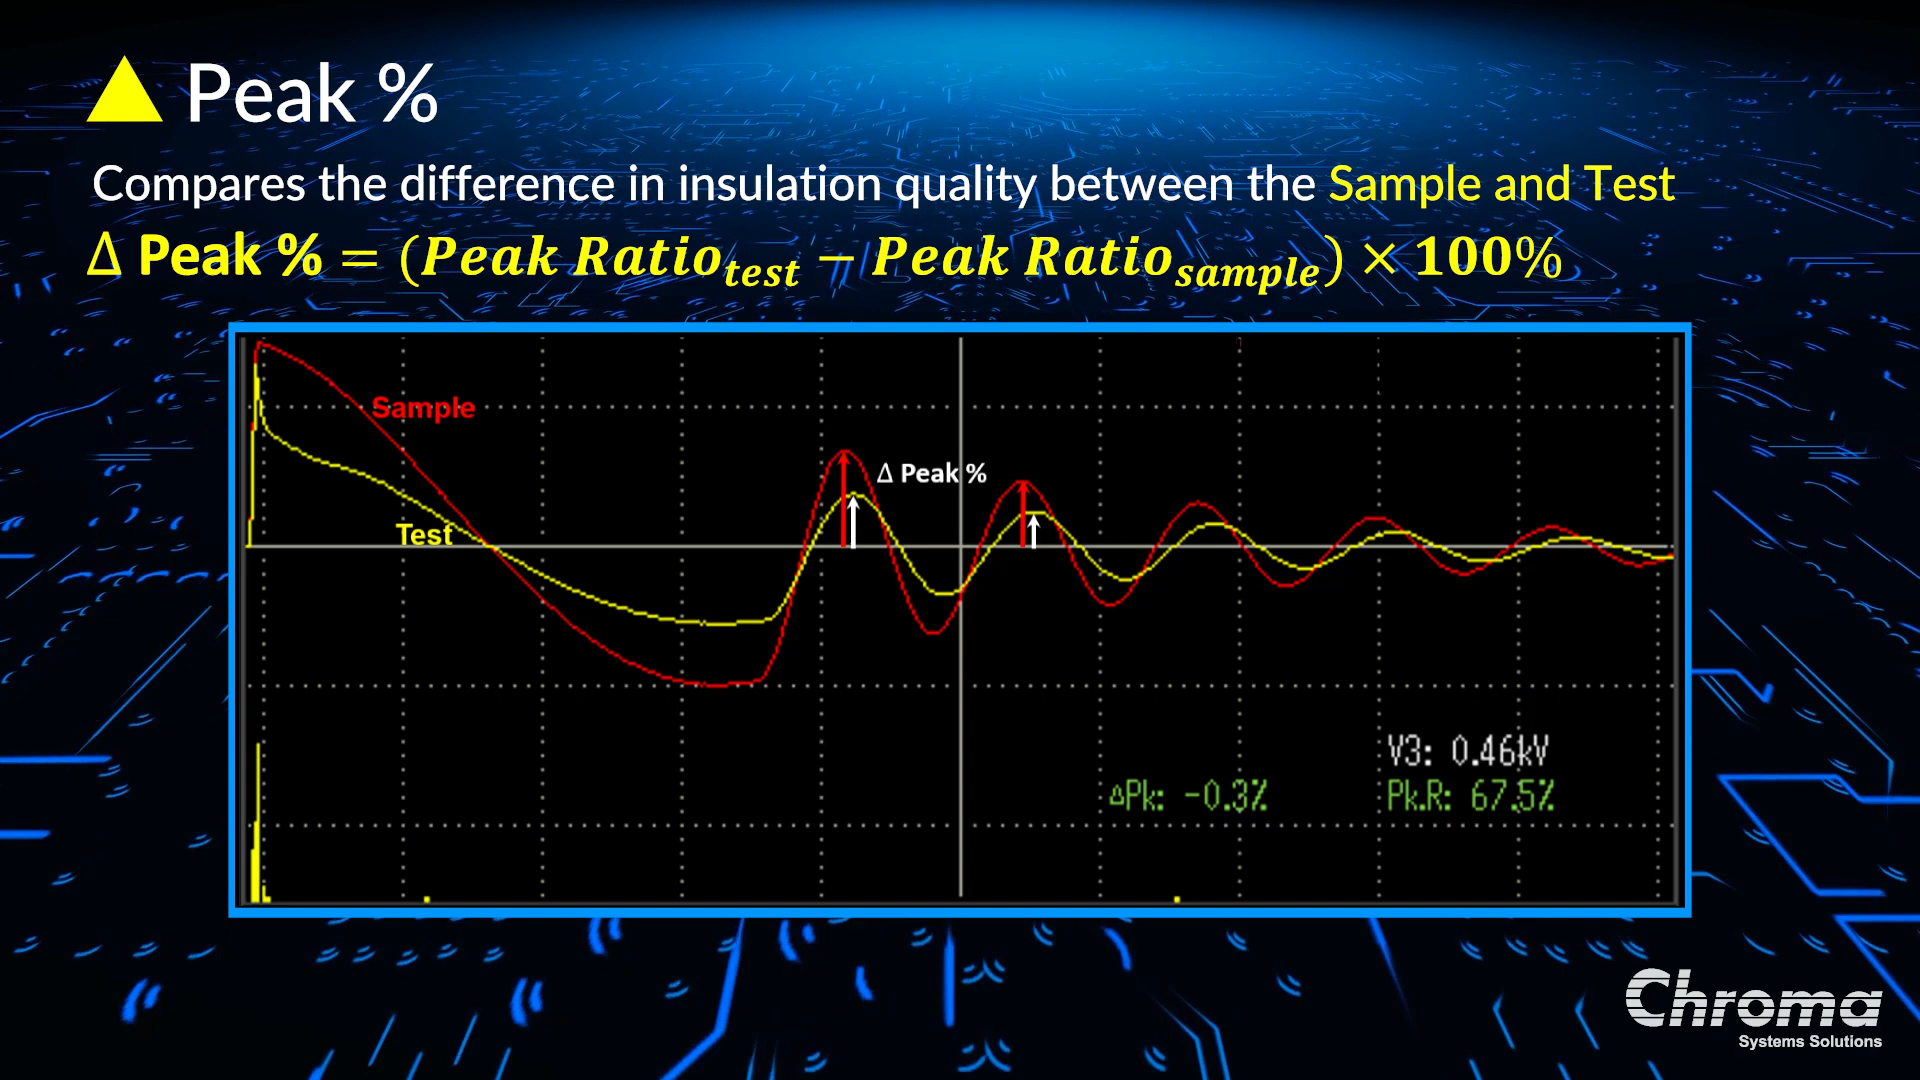 Peak %
Compares the difference in insulation quality between the Sample and Test
Δ Peak % = (Peak Ratio_test − Peak Ratio_sample) × 100%
Sample
Δ Peak %
Test
V3: 0.46kV
ΔPk: -0.3% Pk.R: 67.5%
Chroma
Systems Solutions